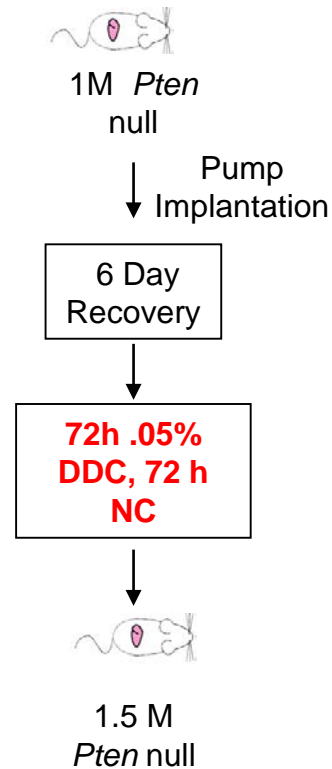 1M Pten
null
Pump
Implantation
6 Day
Recovery
72h .05%
DDC, 72 h
NC
1.5 M
Pten null